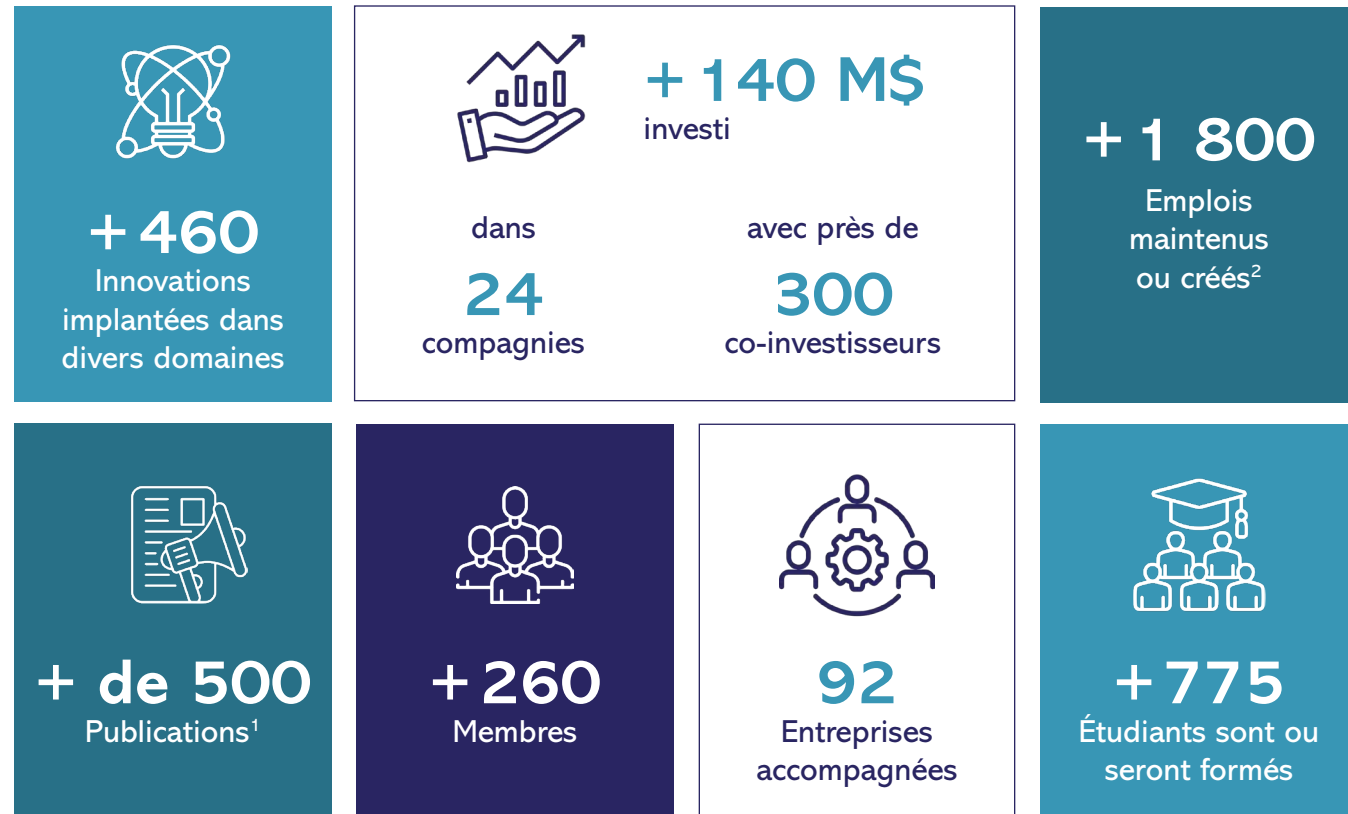 + 460
Innovations
implantées dans
divers domaines
+ 140 M$
investi
dans
24
compagnies
avec près de
300
co-investisseurs
+ 1 800
Emplois
maintenus
ou créés²
+ de 500
Publications¹
+ 260
Membres
92
Entreprises
accompagnées
+ 775
Étudiants sont ou
seront formés